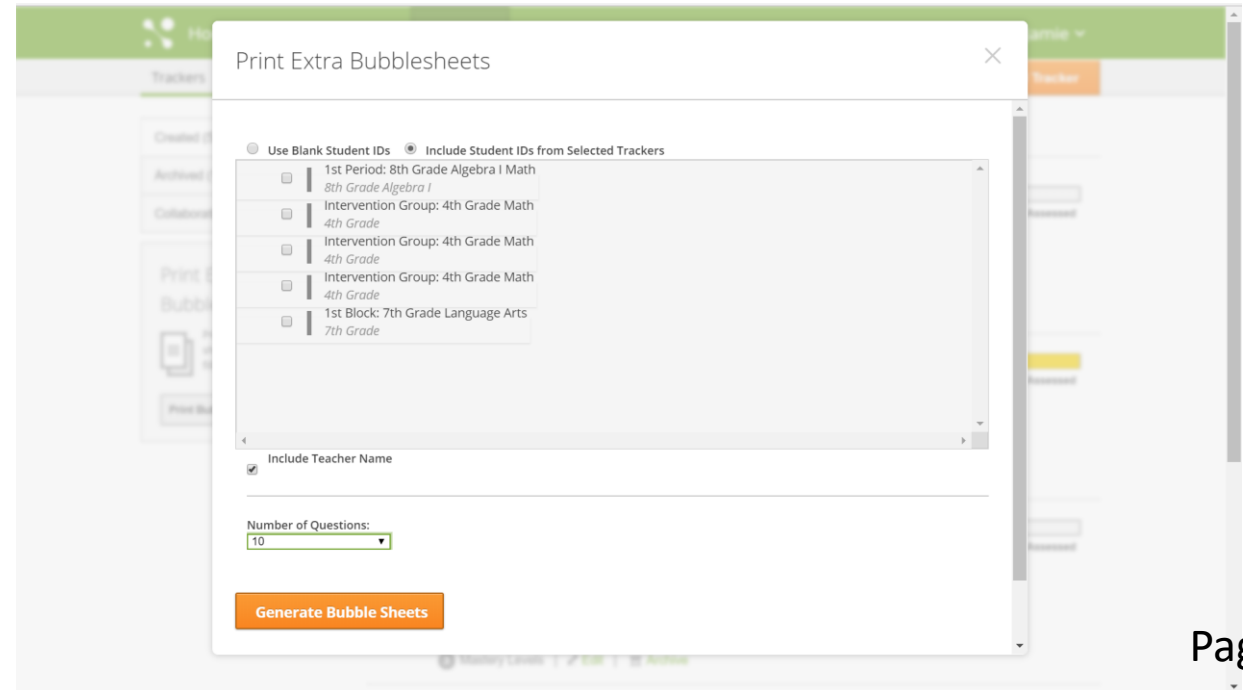 Print Extra Bubblesheets
Trackers
Tracker
Use Blank Student IDs Include Student IDs from Selected Trackers
1st Period: 8th Grade Algebra I Math
8th Grade Algebra I
Intervention Group: 4th Grade Math
4th Grade
Intervention Group: 4th Grade Math
4th Grade
Intervention Group: 4th Grade Math
4th Grade
1st Block: 7th Grade Language Arts
7th Grade
Include Teacher Name
Number of Questions:
10
Generate Bubble Sheets
Mastery Levels | Edit | Archive
Pag